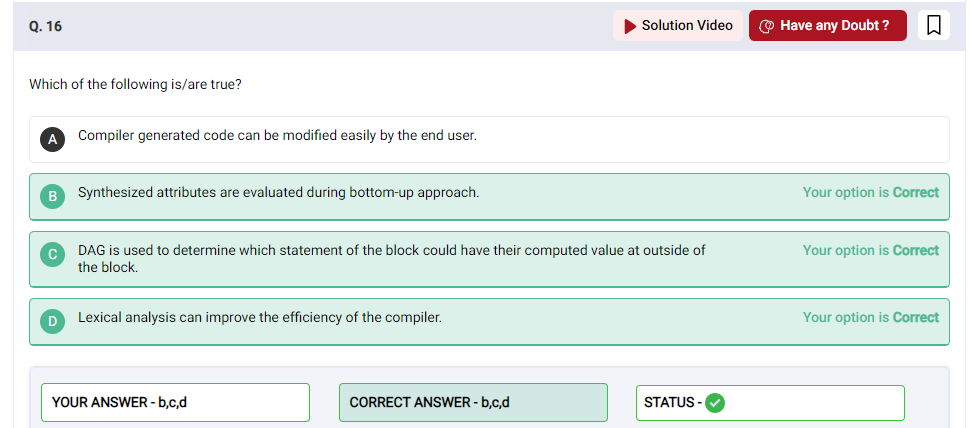 Q. 16
Solution Video
Have any Doubt ?
Which of the following is/are true?
A
Compiler generated code can be modified easily by the end user.
B
Synthesized attributes are evaluated during bottom-up approach.
Your option is Correct
C
DAG is used to determine which statement of the block could have their computed value at outside of
the block.
Your option is Correct
D
Lexical analysis can improve the efficiency of the compiler.
Your option is Correct
YOUR ANSWER - b,c,d
CORRECT ANSWER - b,c,d
STATUS -